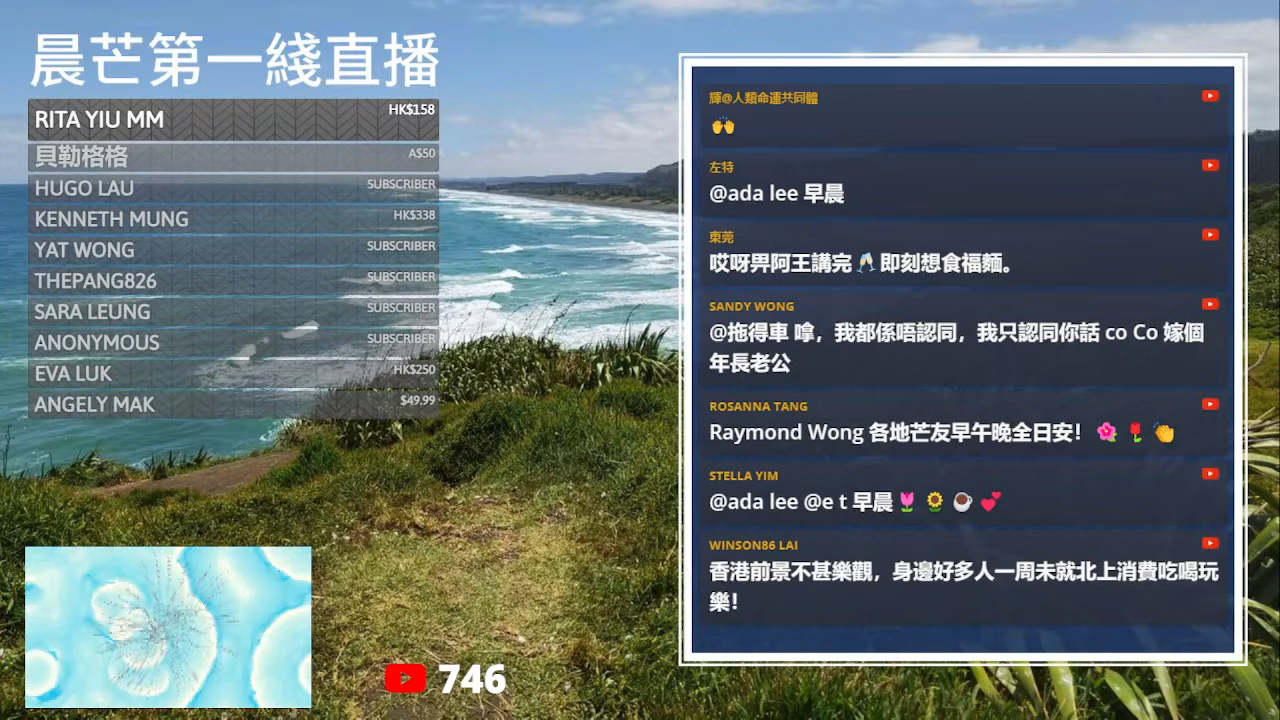 晨芒第一綫直播
RITA YIU MM HK$158
貝勒格格 A$50
HUGO LAU SUBSCRIBER
KENNETH MUNG HK$338
YAT WONG SUBSCRIBER
THEPANG826 SUBSCRIBER
SARA LEUNG SUBSCRIBER
ANONYMOUS SUBSCRIBER
EVA LUK HK$250
ANGELY MAK $49.99
輝@人類命運共同體
🙌
左特
@ada lee 早晨
東莞
哎呀畀阿王講完🥂即刻想食福麵。
SANDY WONG
@拖得車 嗱，我都係唔認同，我只認同你話 co Co 嫁個
年長老公
ROSANNA TANG
Raymond Wong 各地芒友早午晚全日安！🌺🌹👏
STELLA YIM
@ada lee @e t 早晨🌷🌻☕💕
WINSON86 LAI
香港前景不甚樂觀，身邊好多人一周未就北上消費吃喝玩
樂！
746